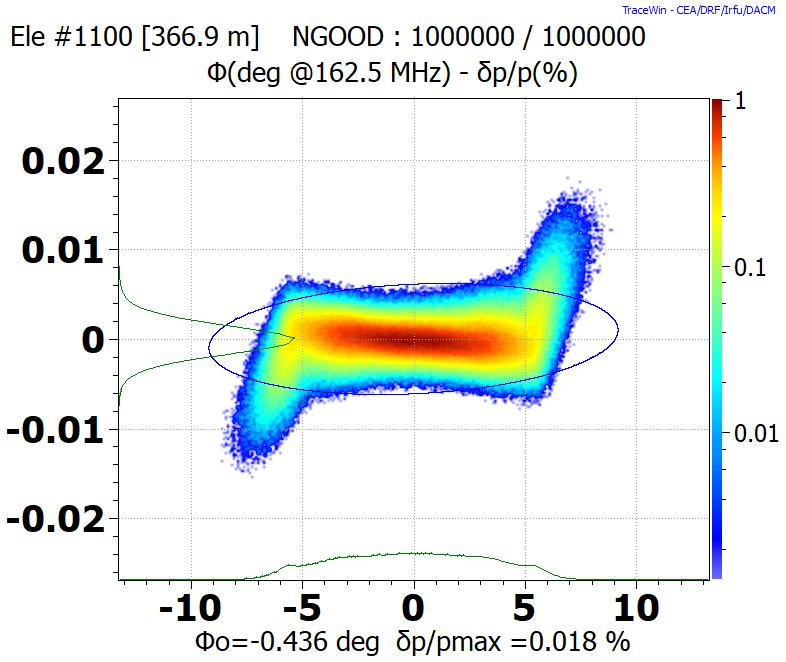 TraceWin - CEA/DRF/Irfu/DACM
Ele #1100 [366.9 m] NGOOD : 1000000 / 1000000
Φ(deg @162.5 MHz) - δp/p(%)
1
0.02
0.01
0.1
0
-0.01
0.01
-0.02
-10 -5 0 5 10
Φo=-0.436 deg δp/pmax =0.018 %